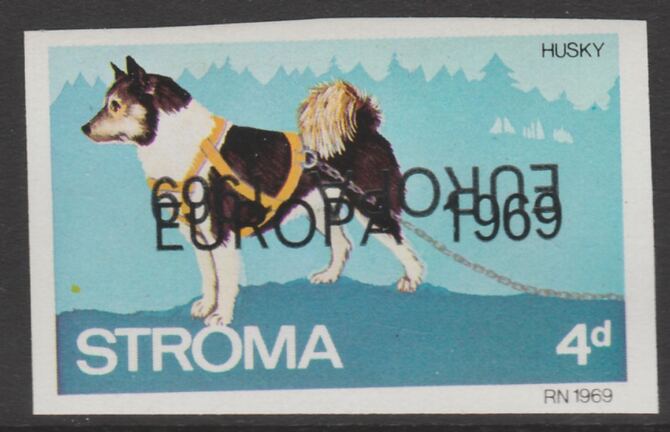 HUSKY
EUROPA 1969
EUROPA 1969
STROMA
4d
RN 1969